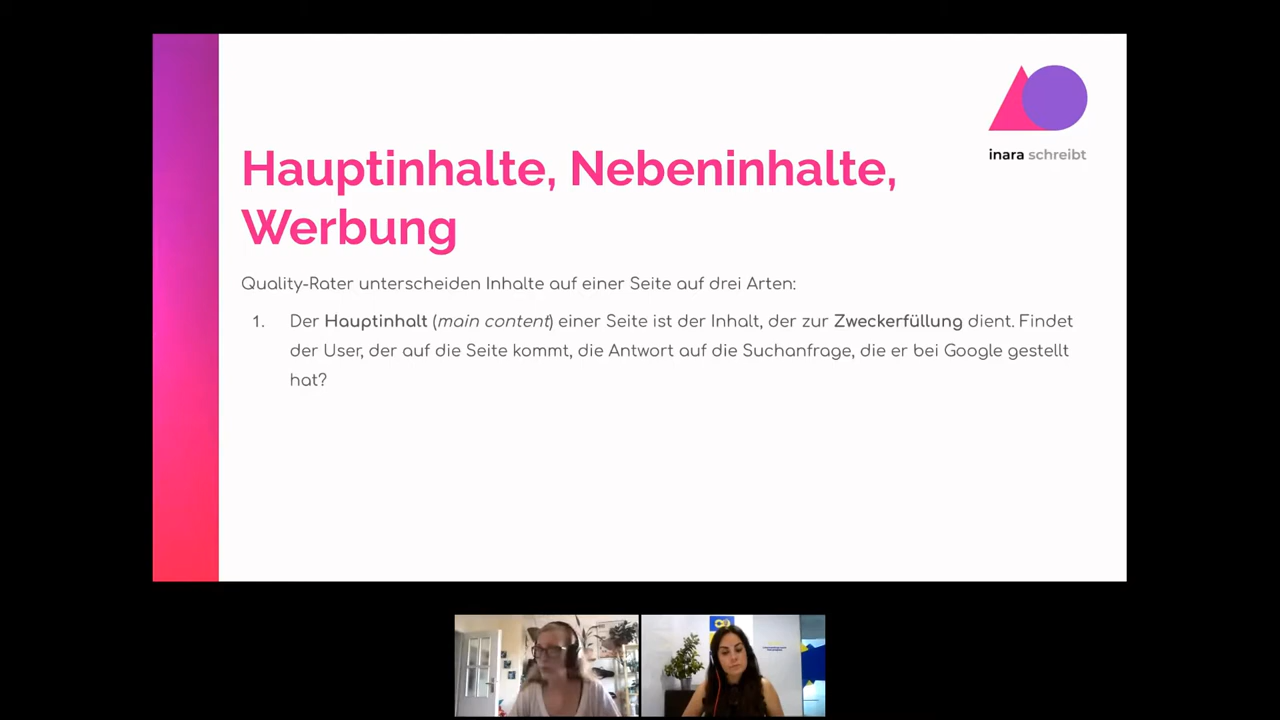 inara schreibt
Hauptinhalte, Nebeninhalte,
Werbung
Quality-Rater unterscheiden Inhalte auf einer Seite auf drei Arten:
1. Der Hauptinhalt (main content) einer Seite ist der Inhalt, der zur Zweckerfüllung dient. Findet
der User, der auf die Seite kommt, die Antwort auf die Suchanfrage, die er bei Google gestellt
hat?